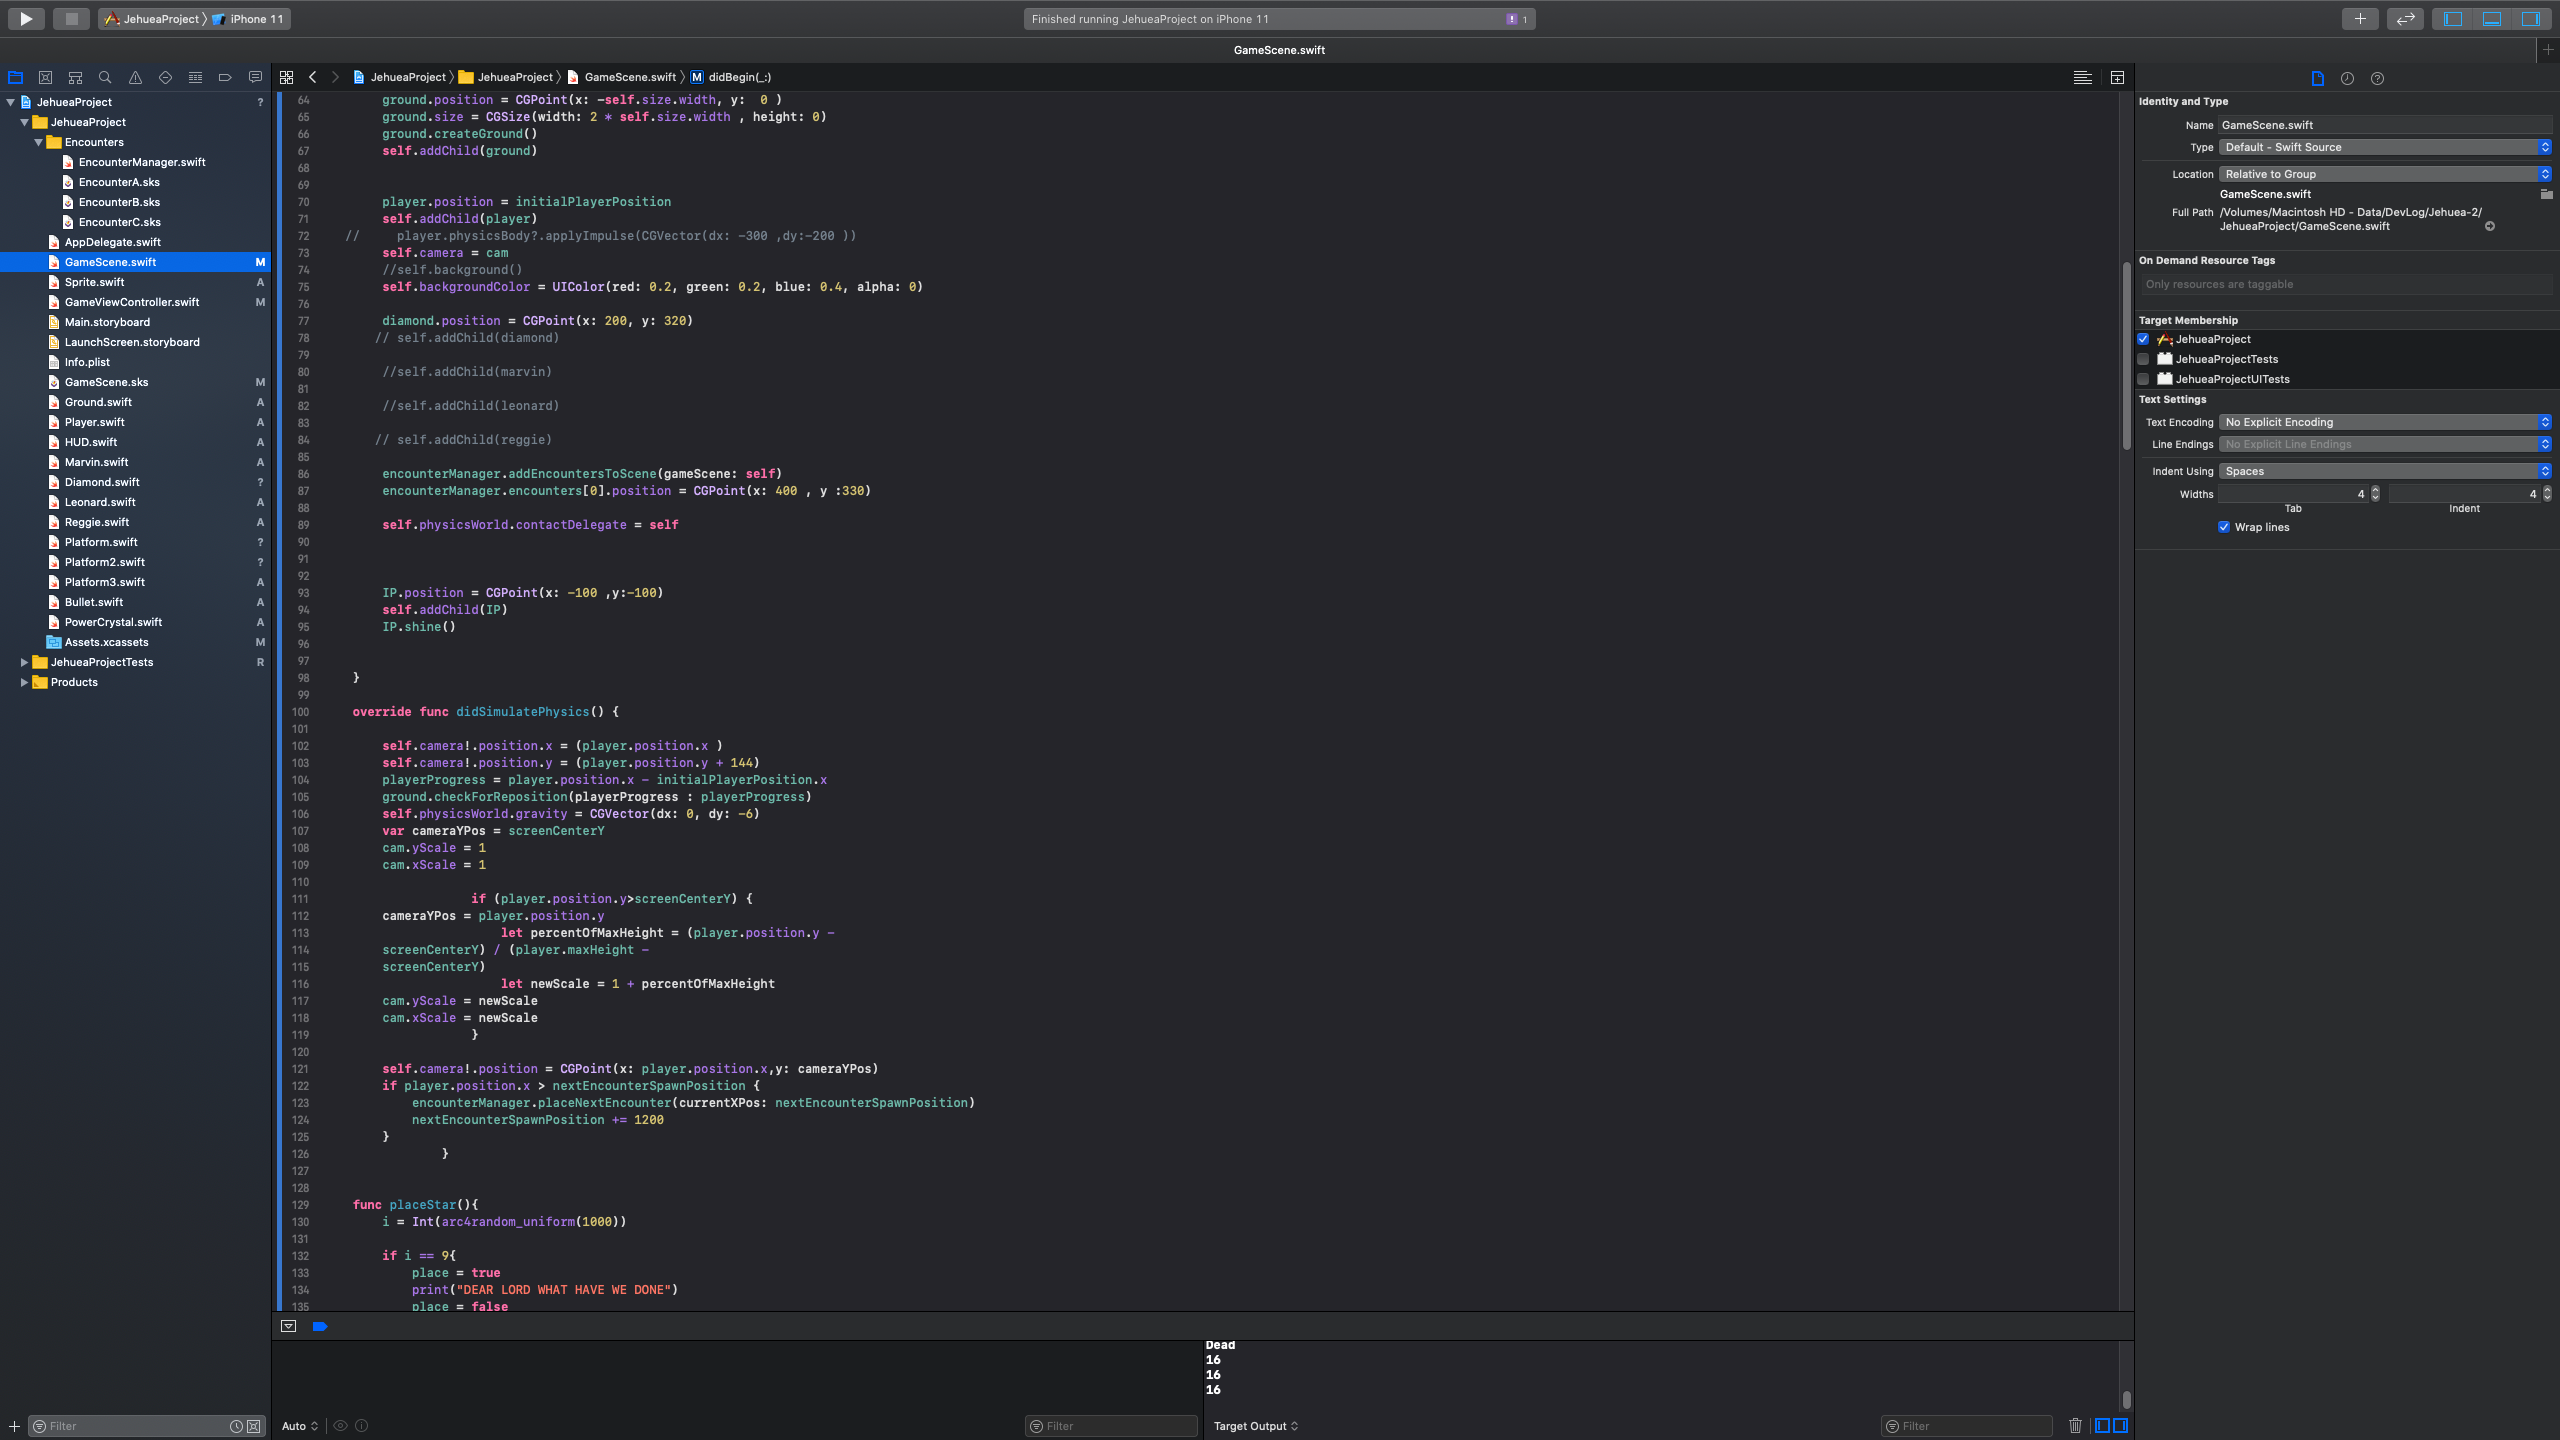 JehueaProject 〉 iPhone 11
Finished running JehueaProject on iPhone 11
1
GameScene.swift
JehueaProject ?
JehueaProject
Encounters
EncounterManager.swift
EncounterA.sks
EncounterB.sks
EncounterC.sks
AppDelegate.swift
GameScene.swift M
Sprite.swift A
GameViewController.swift M
Main.storyboard
LaunchScreen.storyboard
Info.plist
GameScene.sks M
Ground.swift A
Player.swift A
HUD.swift A
Marvin.swift A
Diamond.swift ?
Leonard.swift A
Reggie.swift A
Platform.swift ?
Platform2.swift ?
Platform3.swift A
Bullet.swift A
PowerCrystal.swift A
Assets.xcassets M
JehueaProjectTests R
Products
Filter
JehueaProject 〉 JehueaProject 〉 GameScene.swift 〉 M didBegin(_:)
64 ground.position = CGPoint(x: -self.size.width, y:  0 )
65 ground.size = CGSize(width: 2 * self.size.width , height: 0)
66 ground.createGround()
67 self.addChild(ground)
68
69
70 player.position = initialPlayerPosition
71 self.addChild(player)
72 //     player.physicsBody?.applyImpulse(CGVector(dx: -300 ,dy:-200 ))
73 self.camera = cam
74 //self.background()
75 self.backgroundColor = UIColor(red: 0.2, green: 0.2, blue: 0.4, alpha: 0)
76
77 diamond.position = CGPoint(x: 200, y: 320)
78 // self.addChild(diamond)
79
80 //self.addChild(marvin)
81
82 //self.addChild(leonard)
83
84 // self.addChild(reggie)
85
86 encounterManager.addEncountersToScene(gameScene: self)
87 encounterManager.encounters[0].position = CGPoint(x: 400 , y :330)
88
89 self.physicsWorld.contactDelegate = self
90
91
92
93 IP.position = CGPoint(x: -100 ,y:-100)
94 self.addChild(IP)
95 IP.shine()
96
97
98 }
99
100 override func didSimulatePhysics() {
101
102 self.camera!.position.x = (player.position.x )
103 self.camera!.position.y = (player.position.y + 144)
104 playerProgress = player.position.x - initialPlayerPosition.x
105 ground.checkForReposition(playerProgress : playerProgress)
106 self.physicsWorld.gravity = CGVector(dx: 0, dy: -6)
107 var cameraYPos = screenCenterY
108 cam.yScale = 1
109 cam.xScale = 1
110
111 if (player.position.y>screenCenterY) {
112 cameraYPos = player.position.y
113 let percentOfMaxHeight = (player.position.y -
114 screenCenterY) / (player.maxHeight -
115 screenCenterY)
116 let newScale = 1 + percentOfMaxHeight
117 cam.yScale = newScale
118 cam.xScale = newScale
119 }
120
121 self.camera!.position = CGPoint(x: player.position.x,y: cameraYPos)
122 if player.position.x > nextEncounterSpawnPosition {
123 encounterManager.placeNextEncounter(currentXPos: nextEncounterSpawnPosition)
124 nextEncounterSpawnPosition += 1200
125 }
126 }
127
128
129 func placeStar(){
130 i = Int(arc4random_uniform(1000))
131
132 if i == 9{
133 place = true
134 print("DEAR LORD WHAT HAVE WE DONE")
135 place = false
Auto
Filter
Dead
16
16
16
Target Output
Filter
Identity and Type
Name GameScene.swift
Type Default - Swift Source
Location Relative to Group
GameScene.swift
Full Path /Volumes/Macintosh HD - Data/DevLog/Jehuea-2/
JehueaProject/GameScene.swift
On Demand Resource Tags
Only resources are taggable
Target Membership
JehueaProject
JehueaProjectTests
JehueaProjectUITests
Text Settings
Text Encoding No Explicit Encoding
Line Endings No Explicit Line Endings
Indent Using Spaces
Widths 4 4
Tab Indent
Wrap lines